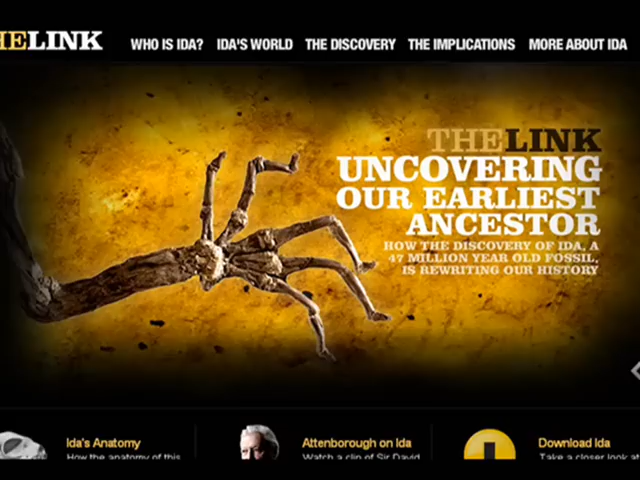 HELINK
WHO IS IDA? IDA'S WORLD THE DISCOVERY THE IMPLICATIONS MORE ABOUT IDA
THELINK
UNCOVERING
OUR EARLIEST
ANCESTOR
HOW THE DISCOVERY OF IDA, A
47 MILLION YEAR OLD FOSSIL,
IS REWRITING OUR HISTORY
Ida's Anatomy Attenborough on Ida Download Ida
How the anatomy of this Watch a clip of Sir David Take a closer look at